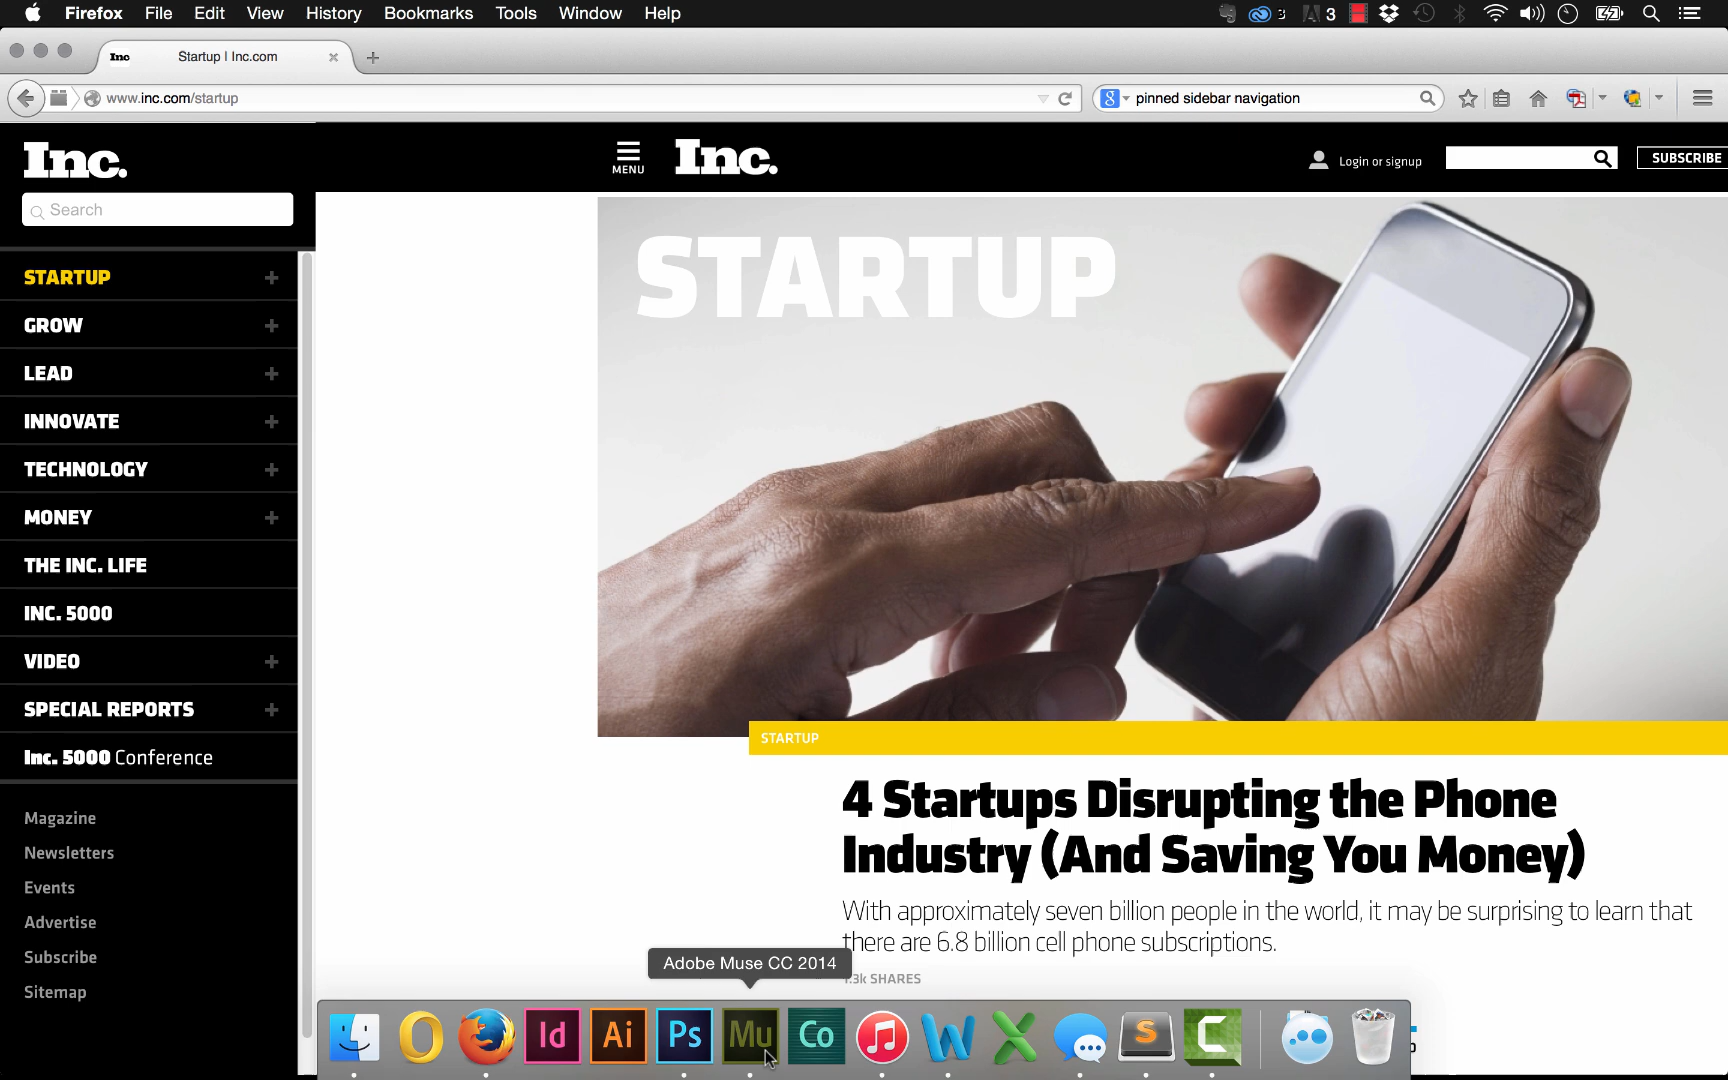 Firefox File Edit View History Bookmarks Tools Window Help
3
3
Inc
Startup | Inc.com
www.inc.com/startup
pinned sidebar navigation
Inc.
Search
MENU
Inc.
Login or signup
SUBSCRIBE
STARTUP
GROW
LEAD
INNOVATE
TECHNOLOGY
MONEY
THE INC. LIFE
INC. 5000
VIDEO
SPECIAL REPORTS
Inc. 5000 Conference
Magazine
Newsletters
Events
Advertise
Subscribe
Sitemap
STARTUP
STARTUP
4 Startups Disrupting the Phone
Industry (And Saving You Money)
With approximately seven billion people in the world, it may be surprising to learn that
there are 6.8 billion cell phone subscriptions.
1.3k SHARES
Adobe Muse CC 2014
Id Ai Ps Mu Co